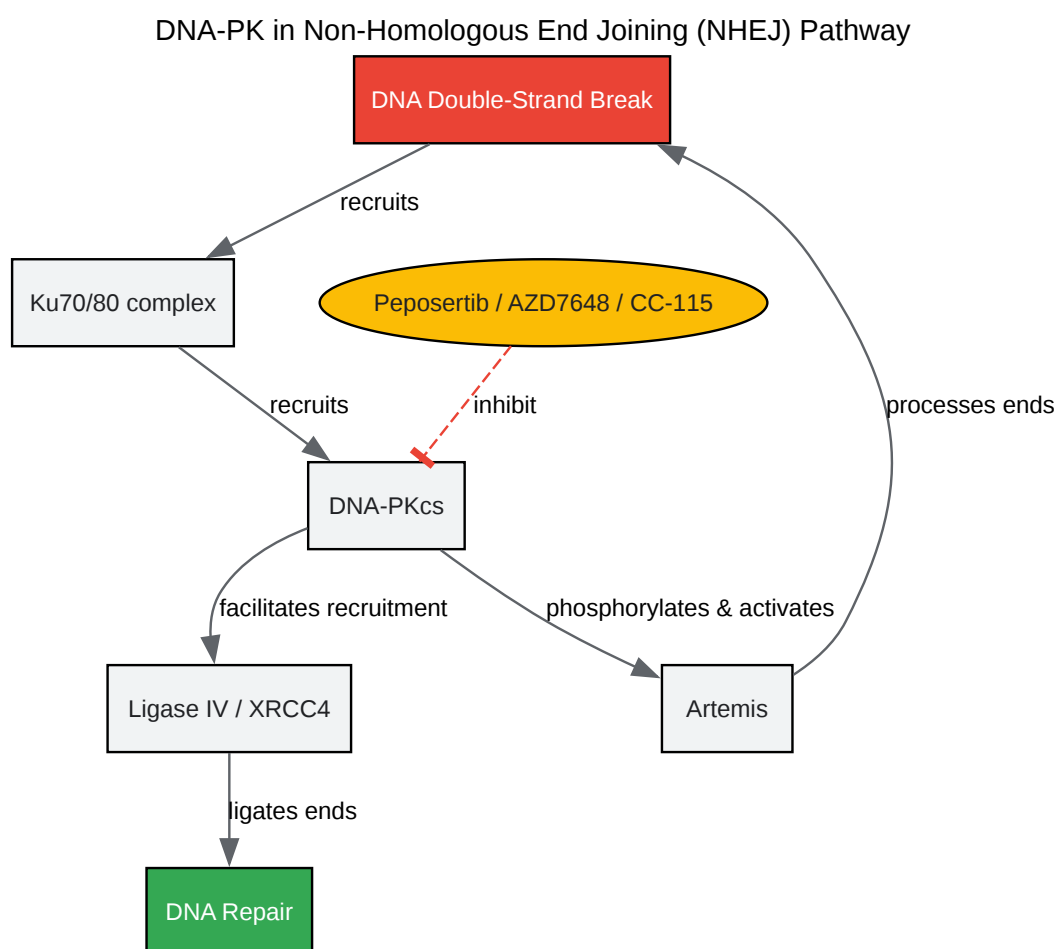 DNA-PK in Non-Homologous End Joining (NHEJ) Pathway
DNA Double-Strand Break
recruits
Ku70/80 complex
Peposertib / AZD7648 / CC-115
recruits
inhibit
processes ends
DNA-PKcs
facilitates recruitment
phosphorylates & activates
Ligase IV / XRCC4
Artemis
ligates ends
DNA Repair